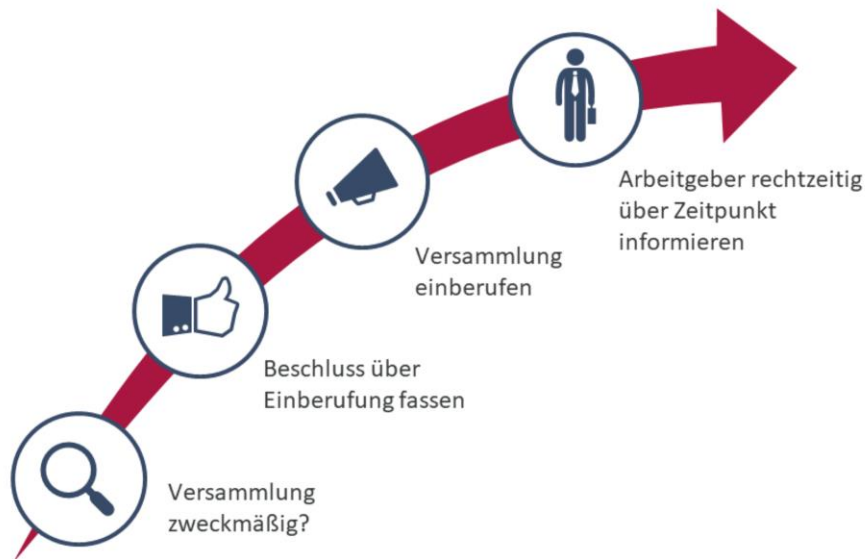 Versammlung
zweckmäßig?
Beschluss über
Einberufung fassen
Versammlung
einberufen
Arbeitgeber rechtzeitig
über Zeitpunkt
informieren